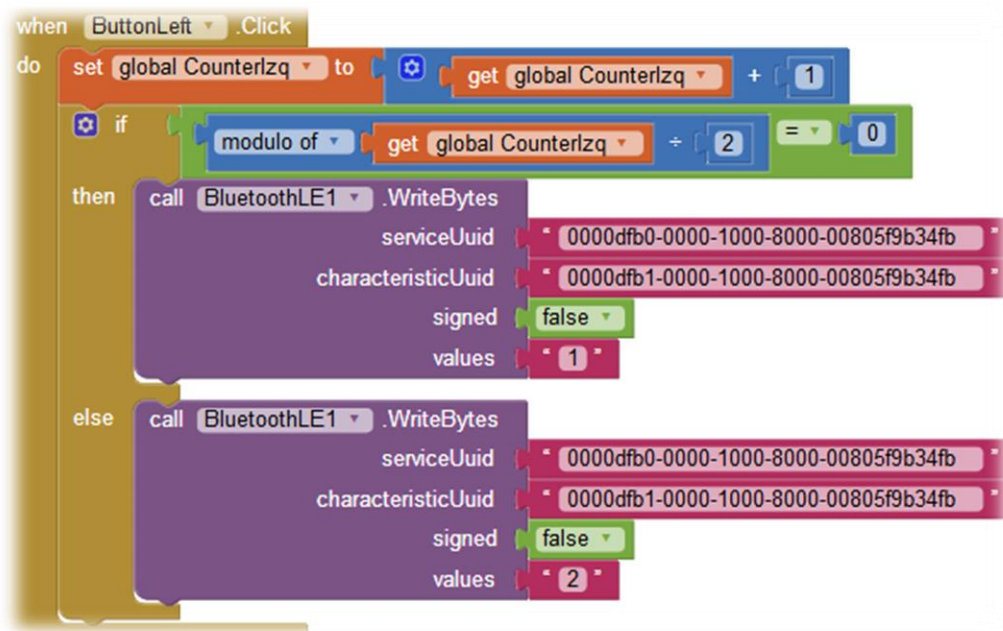 when ButtonLeft .Click
do set global CounterIzq to get global CounterIzq + 1
if modulo of get global CounterIzq ÷ 2 = 0
then call BluetoothLE1 .WriteBytes
serviceUuid " 0000dfb0-0000-1000-8000-00805f9b34fb "
characteristicUuid " 0000dfb1-0000-1000-8000-00805f9b34fb "
signed false
values " 1 "
else call BluetoothLE1 .WriteBytes
serviceUuid " 0000dfb0-0000-1000-8000-00805f9b34fb "
characteristicUuid " 0000dfb1-0000-1000-8000-00805f9b34fb "
signed false
values " 2 "